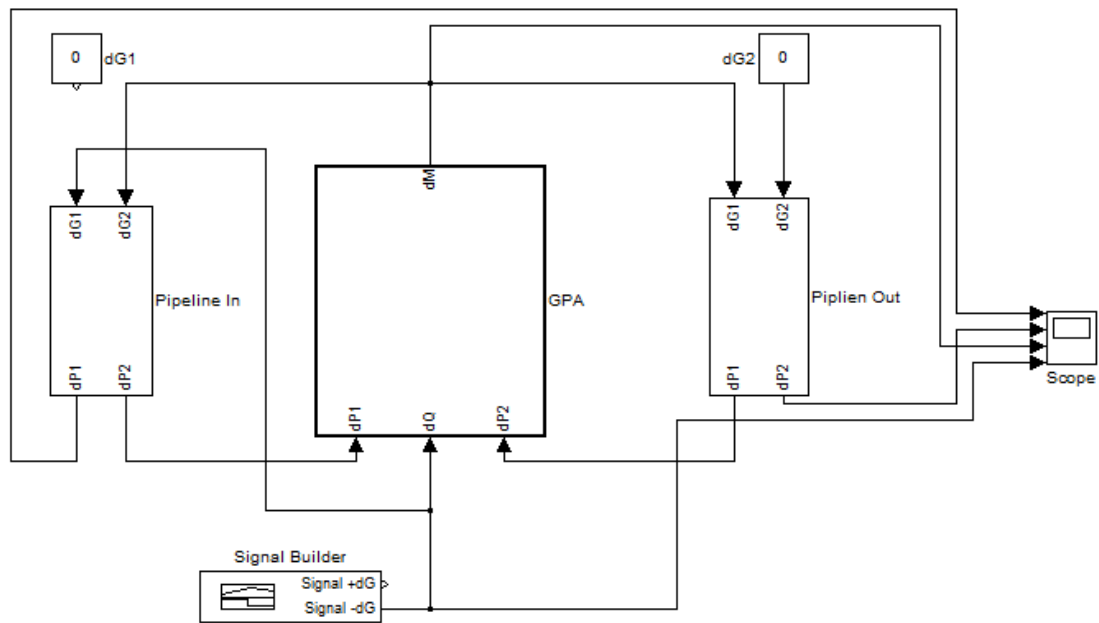 0
dG1
dG2
0
dM
dG1
dG2
dG1
dG2
Pipeline In
GPA
Piplien Out
dP1
dP2
dP1
dQ
dP2
dP1
dP2
Scope
Signal Builder
Signal +dG
Signal -dG